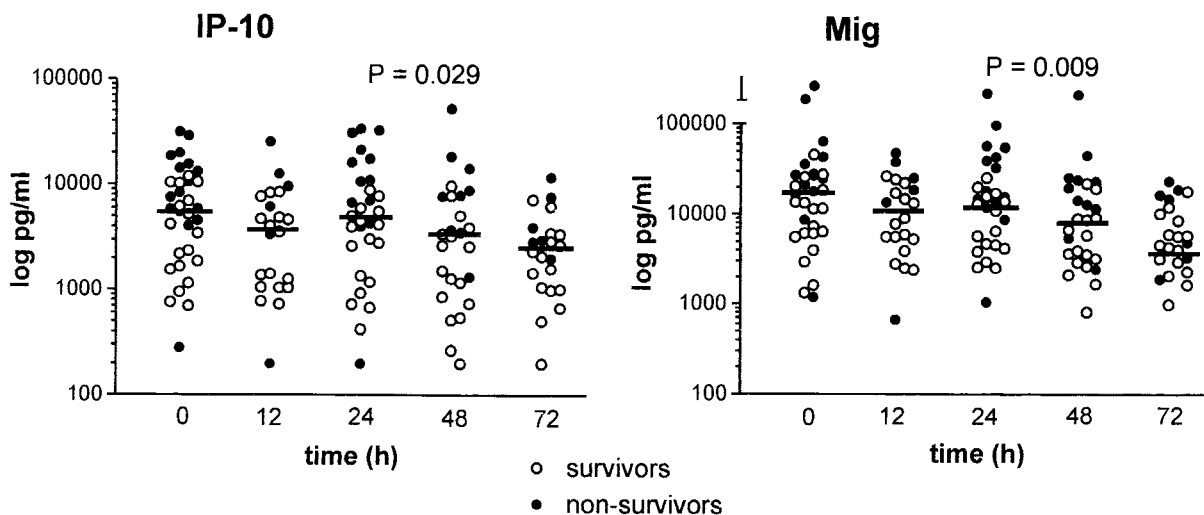 IP-10
P = 0.029
100000
10000
1000
100
log pg/ml
0 12 24 48 72
time (h)
Mig
P = 0.009
100000
10000
1000
100
log pg/ml
0 12 24 48 72
time (h)
survivors
non-survivors